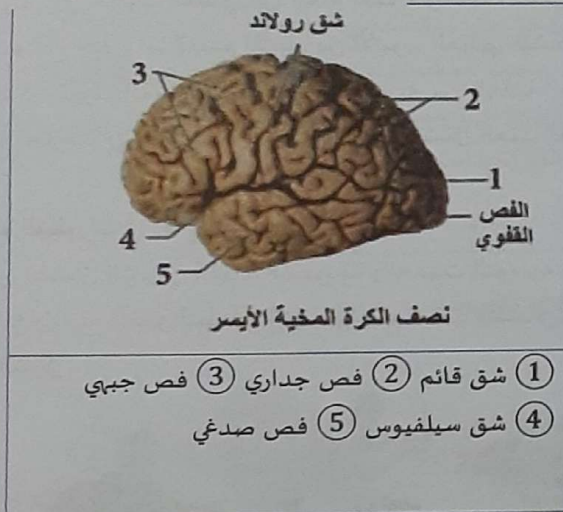 شق رولاند
3
2
1
الفص
القفوي
4
5
نصف الكرة المخية الأيسر
① شق قائم ② فص جداري ③ فص جبهي
④ شق سيلفيوس ⑤ فص صدغي